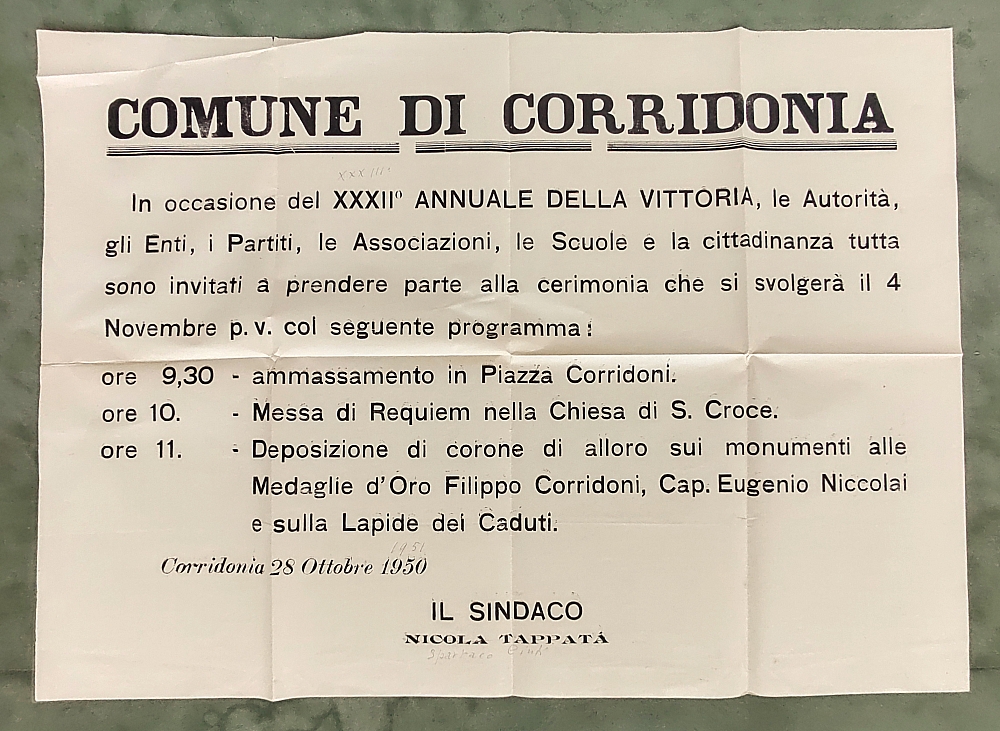 COMUNE DI CORRIDONIA
XXXIII°
In occasione del XXXII° ANNUALE DELLA VITTORIA, le Autorità,
gli Enti, i Partiti, le Associazioni, le Scuole e la cittadinanza tutta
sono invitati a prendere parte alla cerimonia che si svolgerà il 4
Novembre p. v. col seguente programma:
ore 9,30 - ammassamento in Piazza Corridoni.
ore 10. - Messa di Requiem nella Chiesa di S. Croce.
ore 11. - Deposizione di corone di alloro sui monumenti alle
Medaglie d'Oro Filippo Corridoni, Cap. Eugenio Niccolai
e sulla Lapide dei Caduti.
1951
Corridonia 28 Ottobre 1950
IL SINDACO
NICOLA TAPPATÁ
Spartaco